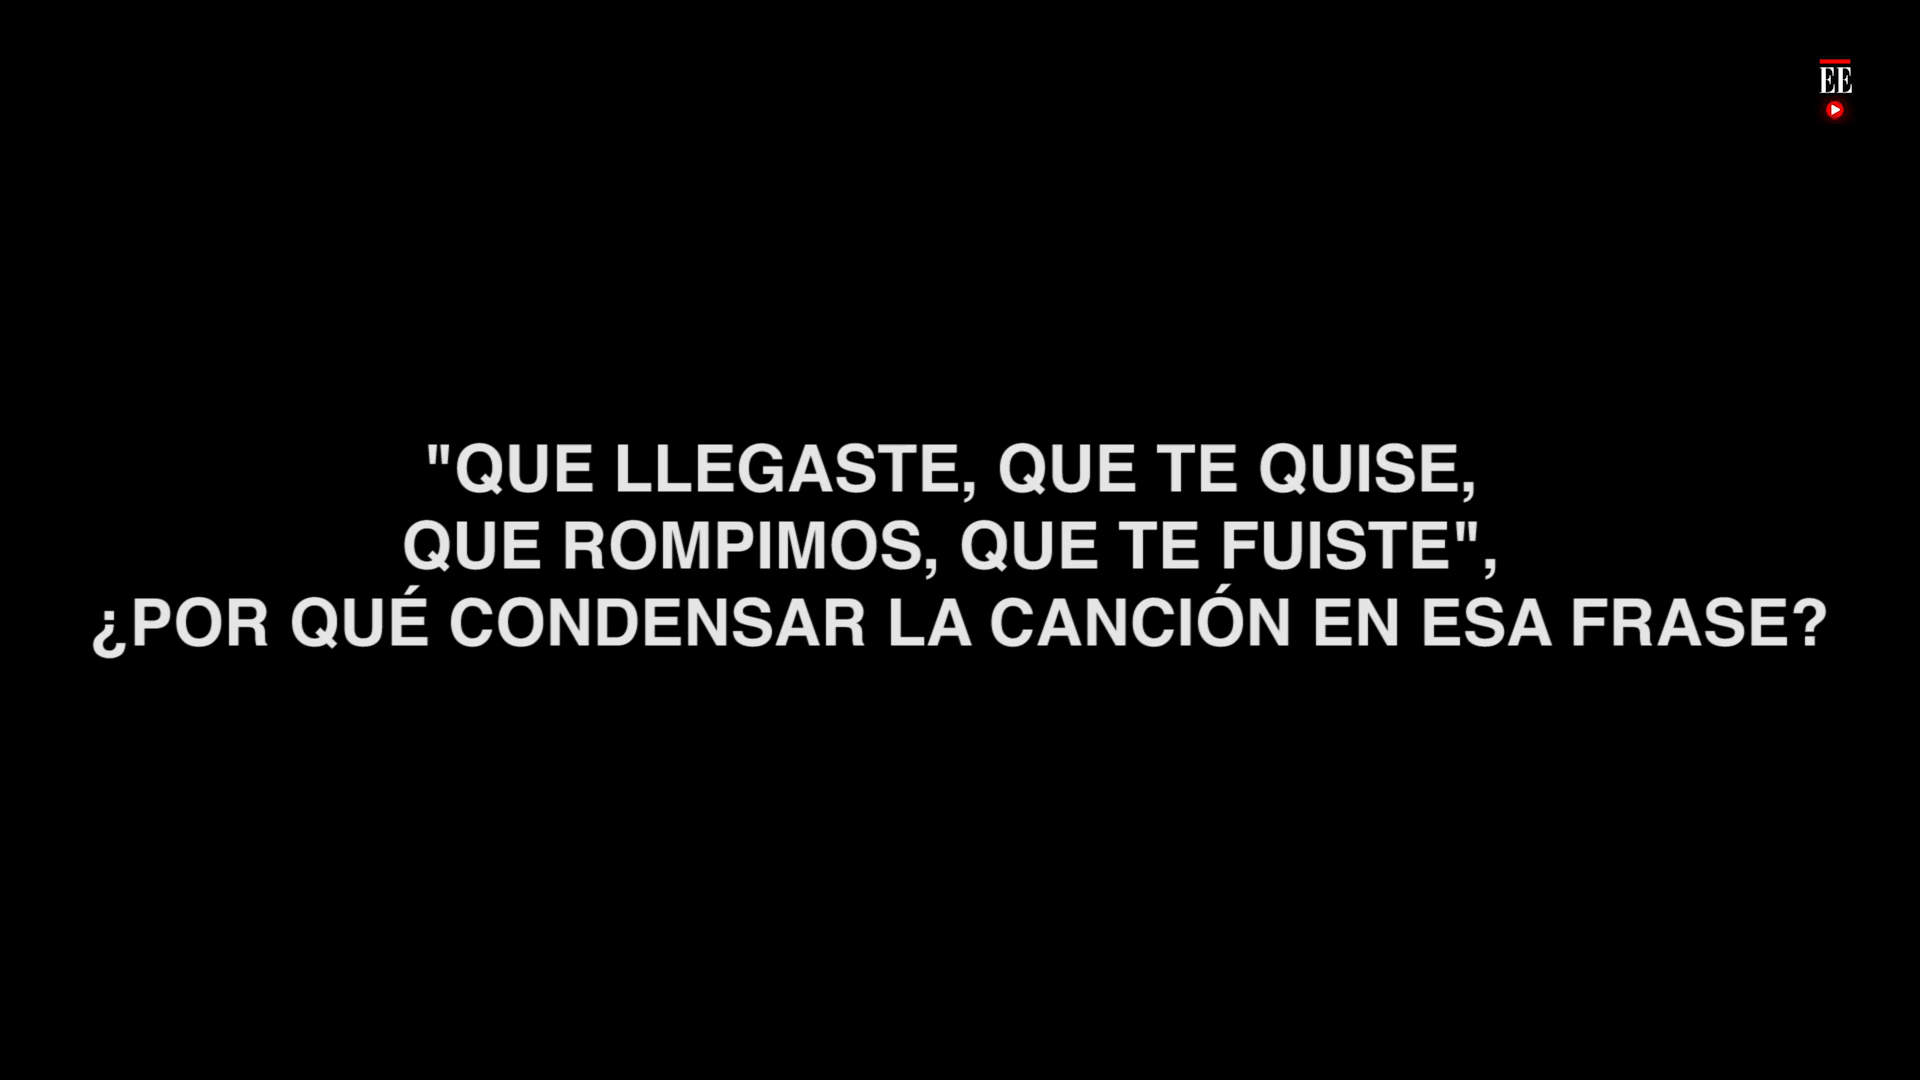 EE
"QUE LLEGASTE, QUE TE QUISE,
QUE ROMPIMOS, QUE TE FUISTE",
¿POR QUÉ CONDENSAR LA CANCIÓN EN ESA FRASE?